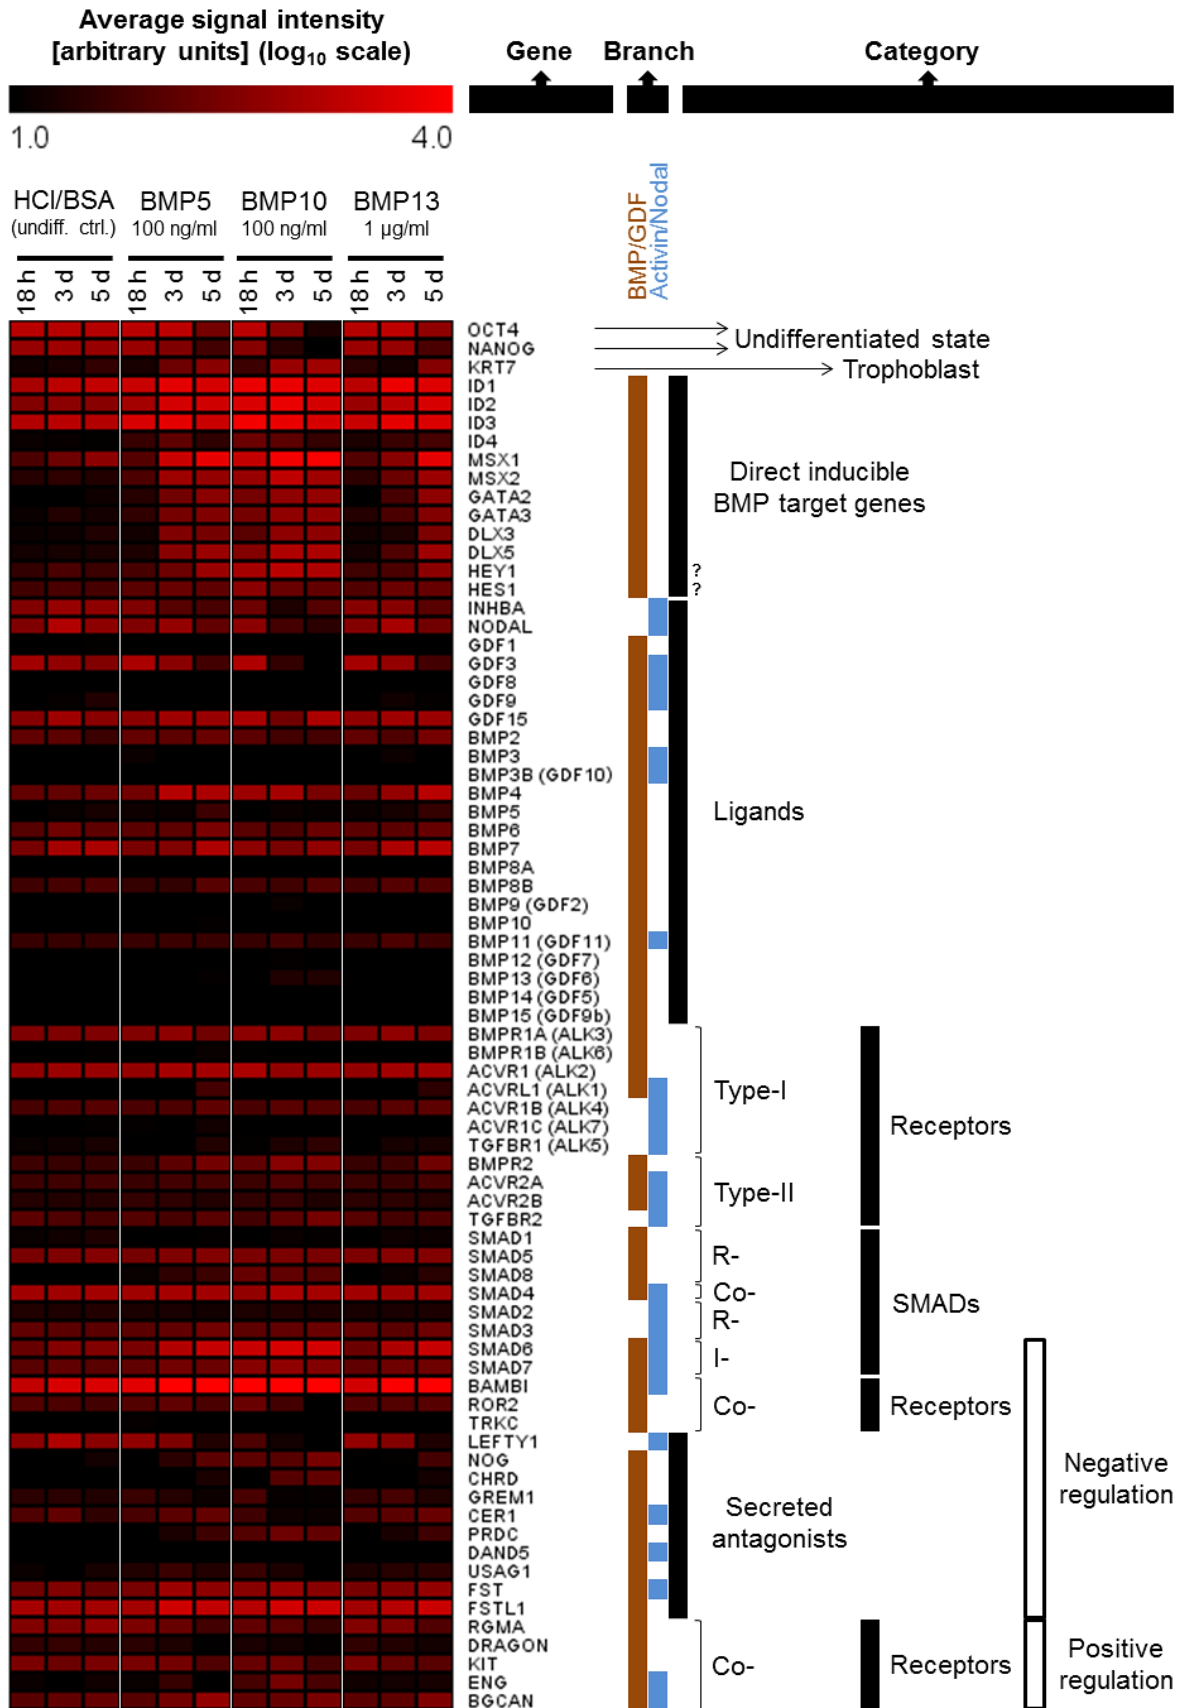 Average signal intensity
[arbitrary units] (log10 scale)
Gene
Branch
Category
1.0
4.0
HCl/BSA
(undiff. ctrl.)
BMP5
100 ng/ml
BMP10
100 ng/ml
BMP13
1 µg/ml
BMP/GDF
Activin/Nodal
18 h
3 d
5 d
18 h
3 d
5 d
18 h
3 d
5 d
18 h
3 d
5 d
OCT4
NANOG
Undifferentiated state
KRT7
Trophoblast
ID1
ID2
ID3
ID4
MSX1
MSX2
GATA2
GATA3
DLX3
DLX5
HEY1
?
HES1
?
Direct inducible
BMP target genes
INHBA
NODAL
GDF1
GDF3
GDF8
GDF9
GDF15
BMP2
BMP3
BMP3B (GDF10)
BMP4
BMP5
BMP6
BMP7
BMP8A
BMP8B
BMP9 (GDF2)
BMP10
BMP11 (GDF11)
BMP12 (GDF7)
BMP13 (GDF6)
BMP14 (GDF5)
BMP15 (GDF9b)
Ligands
BMPR1A (ALK3)
BMPR1B (ALK6)
ACVR1 (ALK2)
ACVRL1 (ALK1)
ACVR1B (ALK4)
ACVR1C (ALK7)
TGFBR1 (ALK5)
Type-I
BMPR2
ACVR2A
ACVR2B
TGFBR2
Type-II
Receptors
SMAD1
SMAD5
SMAD8
R-
SMAD4
Co-
SMAD2
SMAD3
R-
SMAD6
SMAD7
I-
SMADs
BAMBI
ROR2
TRKC
Co-
Receptors
LEFTY1
NOG
CHRD
GREM1
CER1
PRDC
DAND5
USAG1
FST
FSTL1
Secreted
antagonists
Negative
regulation
RGMA
DRAGON
KIT
ENG
BGCAN
Co-
Receptors
Positive
regulation